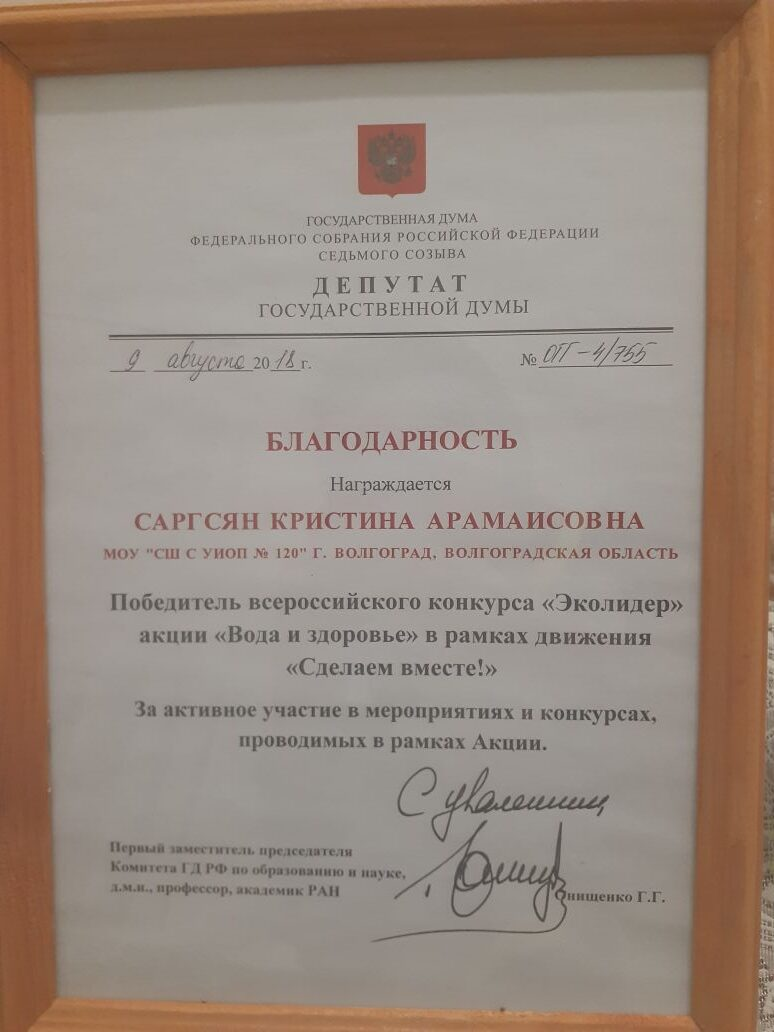 ГОСУДАРСТВЕННАЯ ДУМА
ФЕДЕРАЛЬНОГО СОБРАНИЯ РОССИЙСКОЙ ФЕДЕРАЦИИ
СЕДЬМОГО СОЗЫВА
ДЕПУТАТ
ГОСУДАРСТВЕННОЙ ДУМЫ
9 августа 2018 г. № ОГГ-4/755
БЛАГОДАРНОСТЬ
Награждается
САРГСЯН КРИСТИНА АРАМАИСОВНА
МОУ "СШ С УИОП № 120" Г. ВОЛГОГРАД, ВОЛГОГРАДСКАЯ ОБЛАСТЬ
Победитель всероссийского конкурса «Эколидер»
акции «Вода и здоровье» в рамках движения
«Сделаем вместе!»
За активное участие в мероприятиях и конкурсах,
проводимых в рамках Акции.
С уважением
Первый заместитель председателя
Комитета ГД РФ по образованию и науке,
д.м.н., профессор, академик РАН
Онищенко Г.Г.